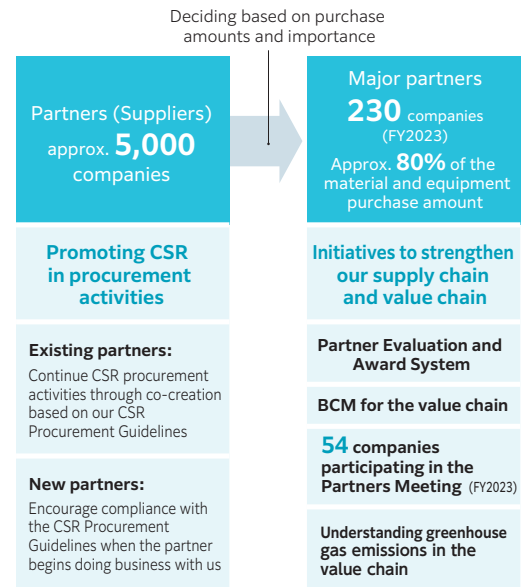 Deciding based on purchase
amounts and importance
Partners (Suppliers)
approx. 5,000
companies
Major partners
230 companies
(FY2023)
Approx. 80% of the
material and equipment
purchase amount
Promoting CSR
in procurement
activities
Initiatives to strengthen
our supply chain
and value chain
Existing partners:
Continue CSR procurement
activities through co-creation
based on our CSR
Procurement Guidelines
New partners:
Encourage compliance with
the CSR Procurement
Guidelines when the partner
begins doing business with us
Partner Evaluation and
Award System
BCM for the value chain
54 companies
participating in the
Partners Meeting (FY2023)
Understanding greenhouse
gas emissions in the
value chain